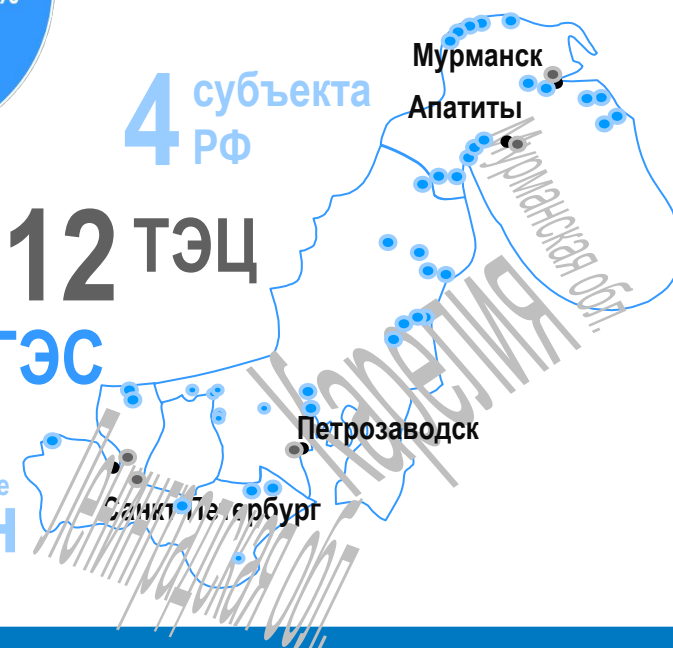 %
Мурманск
4 субъекта
РФ
Апатиты
Мурманская обл.
12 ТЭЦ
ГЭС
Карелия
Петрозаводск
е
н
Санкт-Петербург
Ленинградская обл.